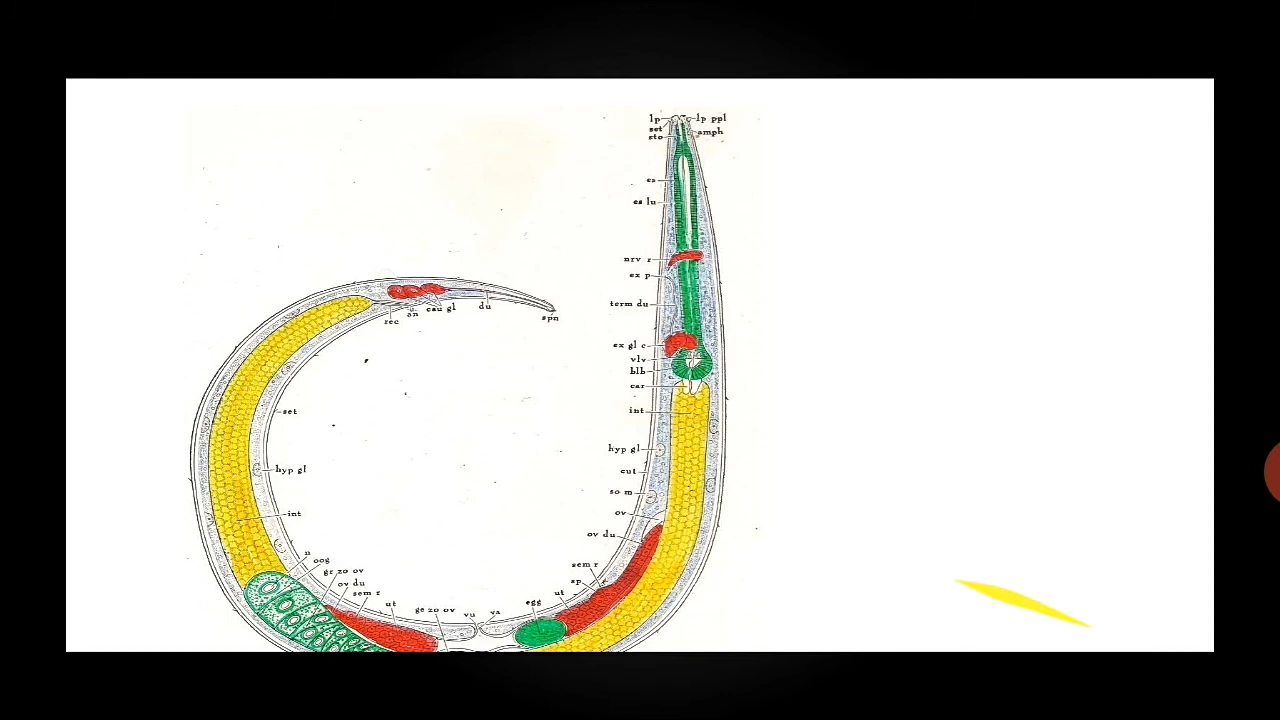 lp
lp ppl
set
amph
sto
es
es lu
nrv r
ex p
term du
ex gl c
vlv
blb
car
int
hyp gl
cut
so m
ov
ov du
sem r
sp
ut
egg
va
vu
ge zo ov
ut
sem r
ov du
gr zo ov
oog
n
int
hyp gl
set
rec
an
cau gl
du
spn